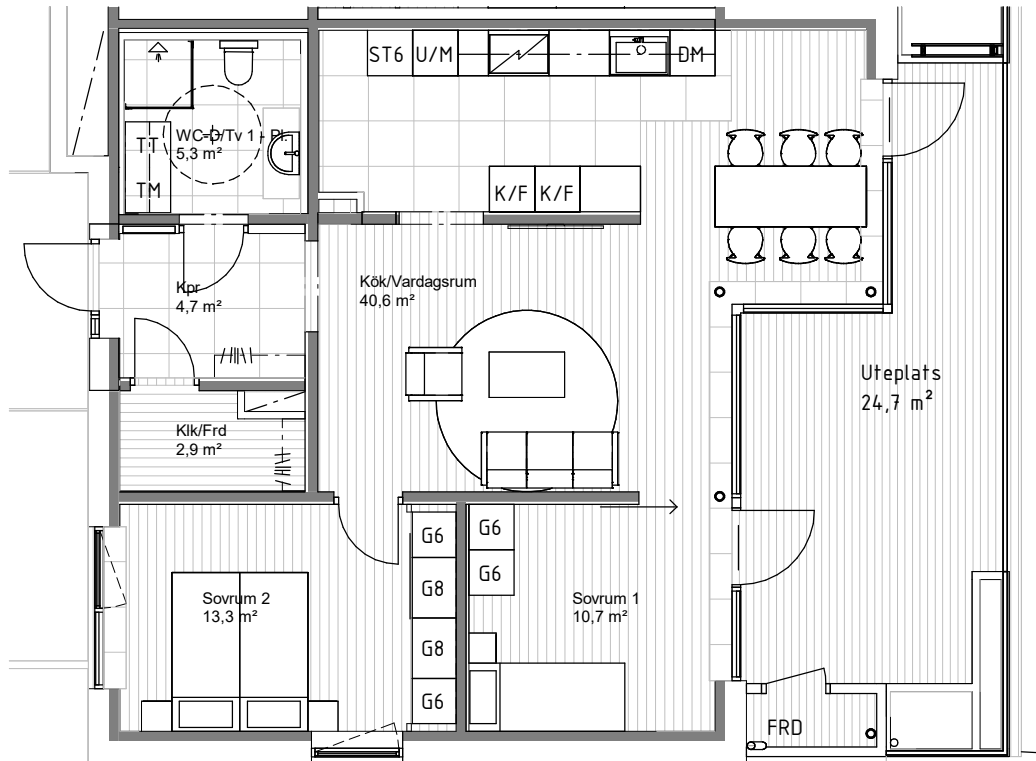 ST6 U/M DM
WC-D/Tv 1 - Pl.
5,3 m²
TT
TM
K/F K/F
Kpr
4,7 m²
Kök/Vardagsrum
40,6 m²
Uteplats
24,7 m²
Klk/Frd
2,9 m²
G6
G8
G8
G6
G6
G6
Sovrum 2
13,3 m²
Sovrum 1
10,7 m²
FRD